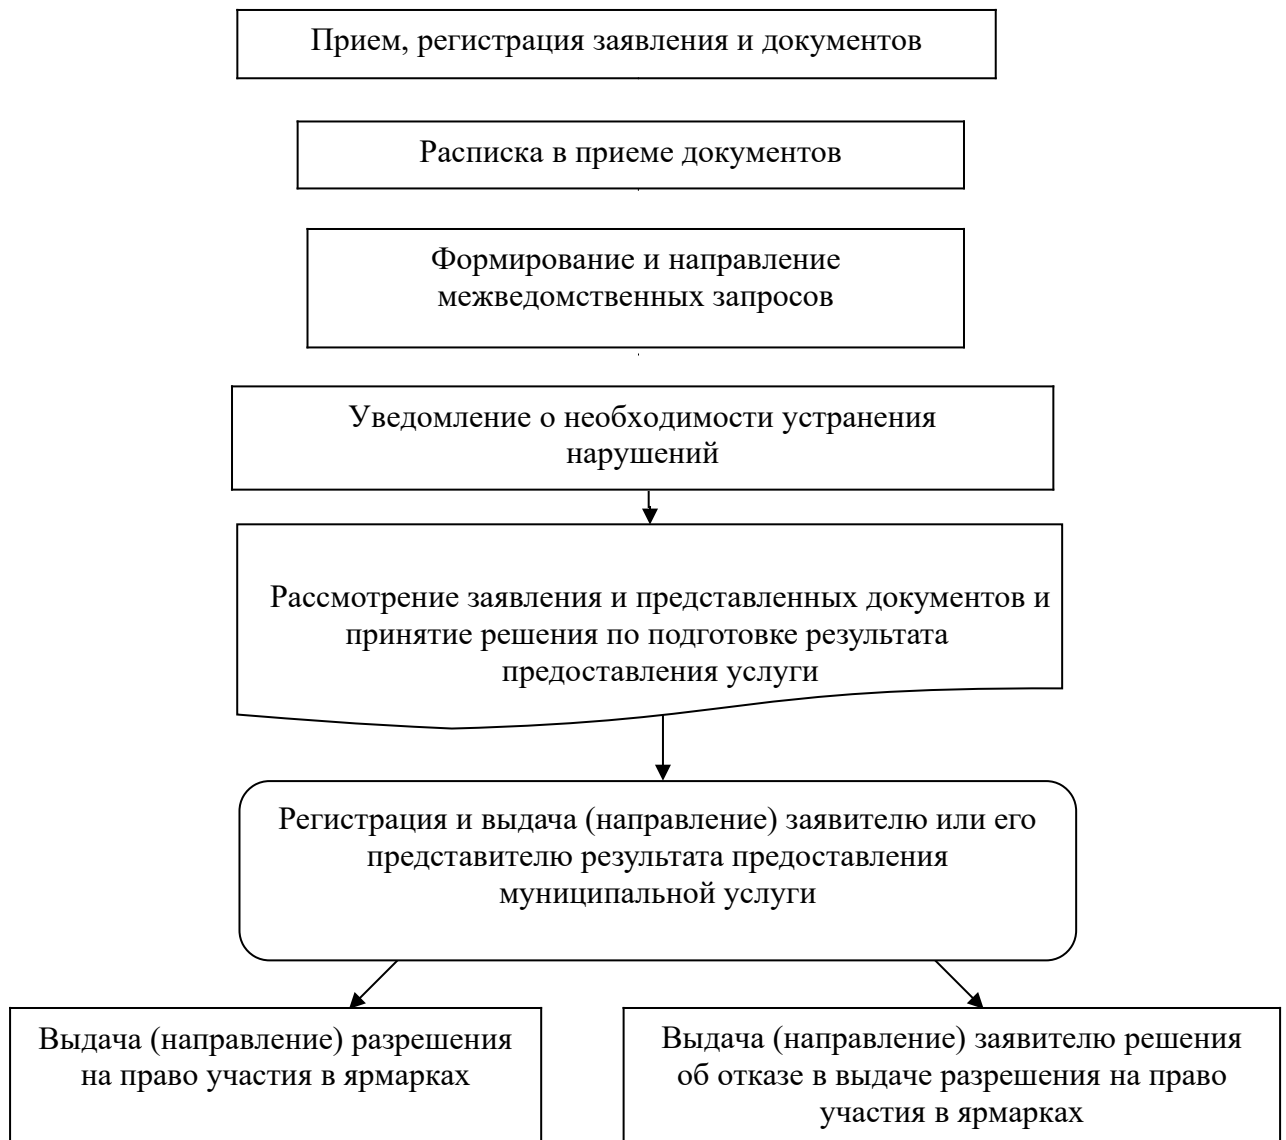 Прием, регистрация заявления и документов
Расписка в приеме документов
Формирование и направление
межведомственных запросов
Уведомление о необходимости устранения
нарушений
Рассмотрение заявления и представленных документов и
принятие решения по подготовке результата
предоставления услуги
Регистрация и выдача (направление) заявителю или его
представителю результата предоставления
муниципальной услуги
Выдача (направление) разрешения
на право участия в ярмарках
Выдача (направление) заявителю решения
об отказе в выдаче разрешения на право
участия в ярмарках